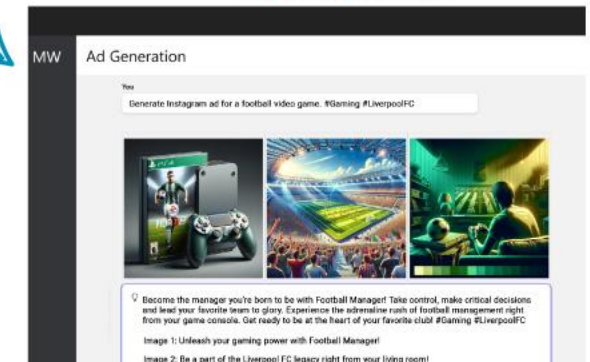 MW
Ad Generation
You
Generate Instagram ad for a football video game. #Gaming #LiverpoolFC
Become the manager you're born to be with Football Manager! Take control, make critical decisions
and lead your favorite team to glory. Experience the adrenaline rush of football management right
from your game console. Get ready to be at the heart of your favorite club! #Gaming #LiverpoolFC
Image 1: Unleash your gaming power with Football Manager!
Image 2: Be a part of the Liverpool FC legacy right from your living room!